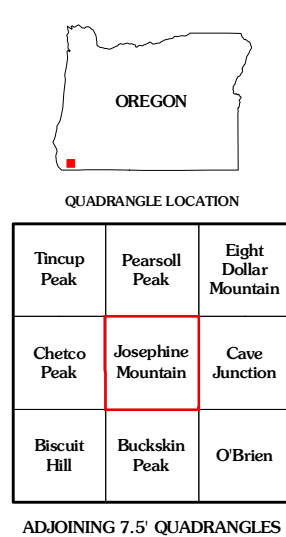 OREGON
QUADRANGLE LOCATION
Tincup
Peak
Pearsoll
Peak
Eight
Dollar
Mountain
Chetco
Peak
Josephine
Mountain
Cave
Junction
Biscuit
Hill
Buckskin
Peak
O'Brien
ADJOINING 7.5' QUADRANGLES